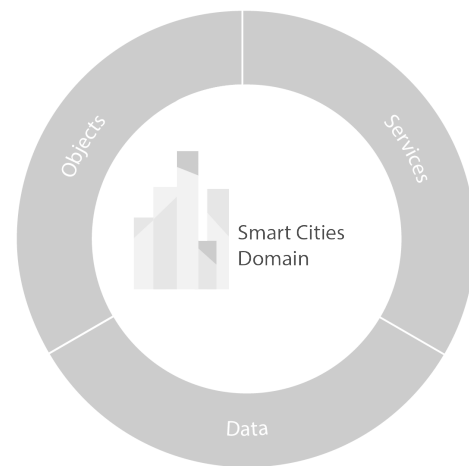 Objects
Services
Smart Cities
Domain
Data